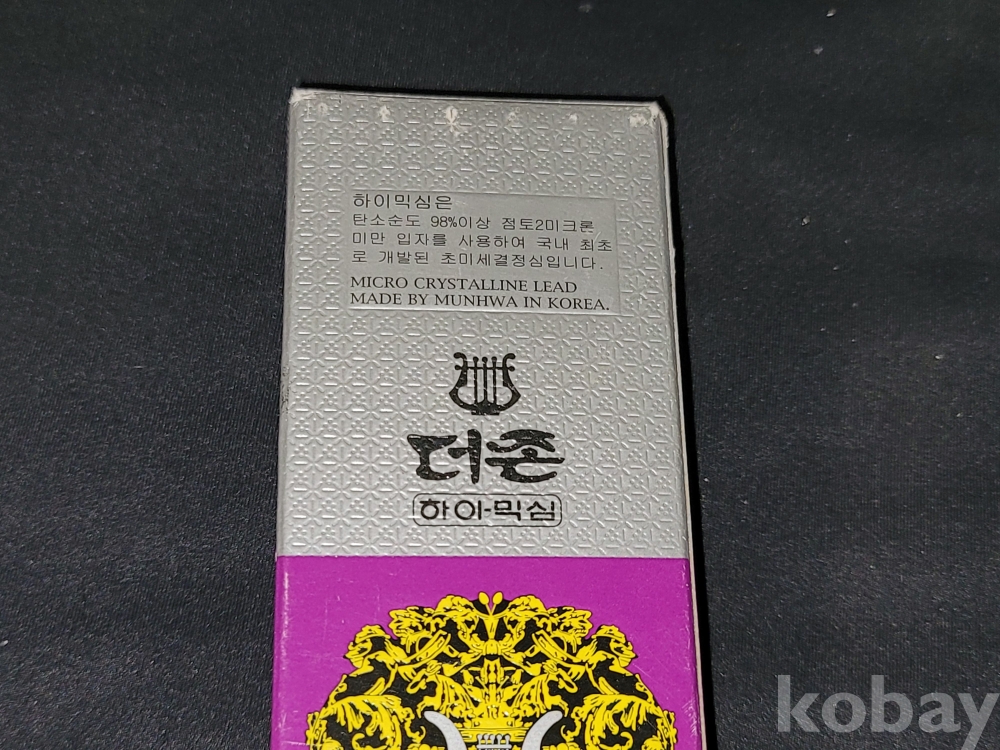 하이믹심은
탄소순도 98%이상 점토2미크론
미만 입자를 사용하여 국내 최초
로 개발된 초미세결정심입니다.
MICRO CRYSTALLINE LEAD
MADE BY MUNHWA IN KOREA.
더존
하이-믹심
kobay